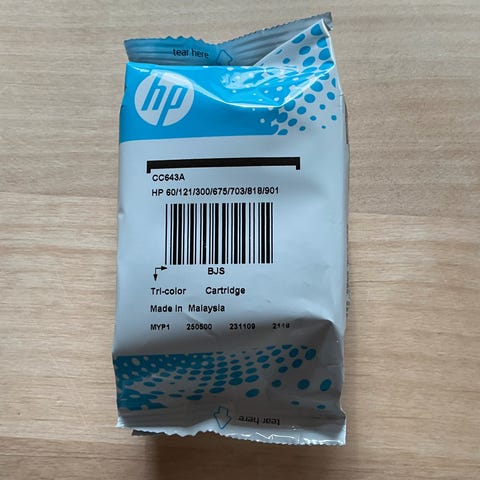 tear here
hp
CC643A
HP 60/121/300/675/703/818/901
BJS
Tri-color Cartridge
Made in Malaysia
MYP1 250500 231109 2118
tear here